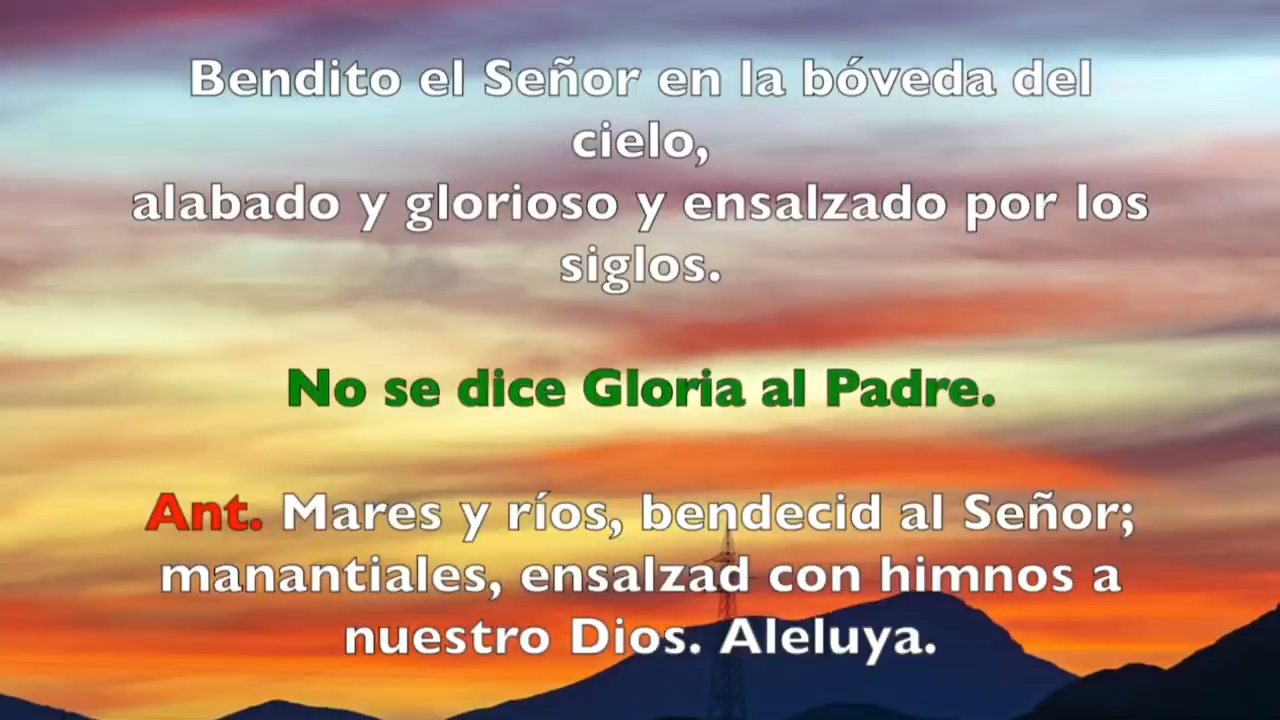 Bendito el Señor en la bóveda del
cielo,
alabado y glorioso y ensalzado por los
siglos.
No se dice Gloria al Padre.
Ant. Mares y ríos, bendecid al Señor;
manantiales, ensalzad con himnos a
nuestro Dios. Aleluya.